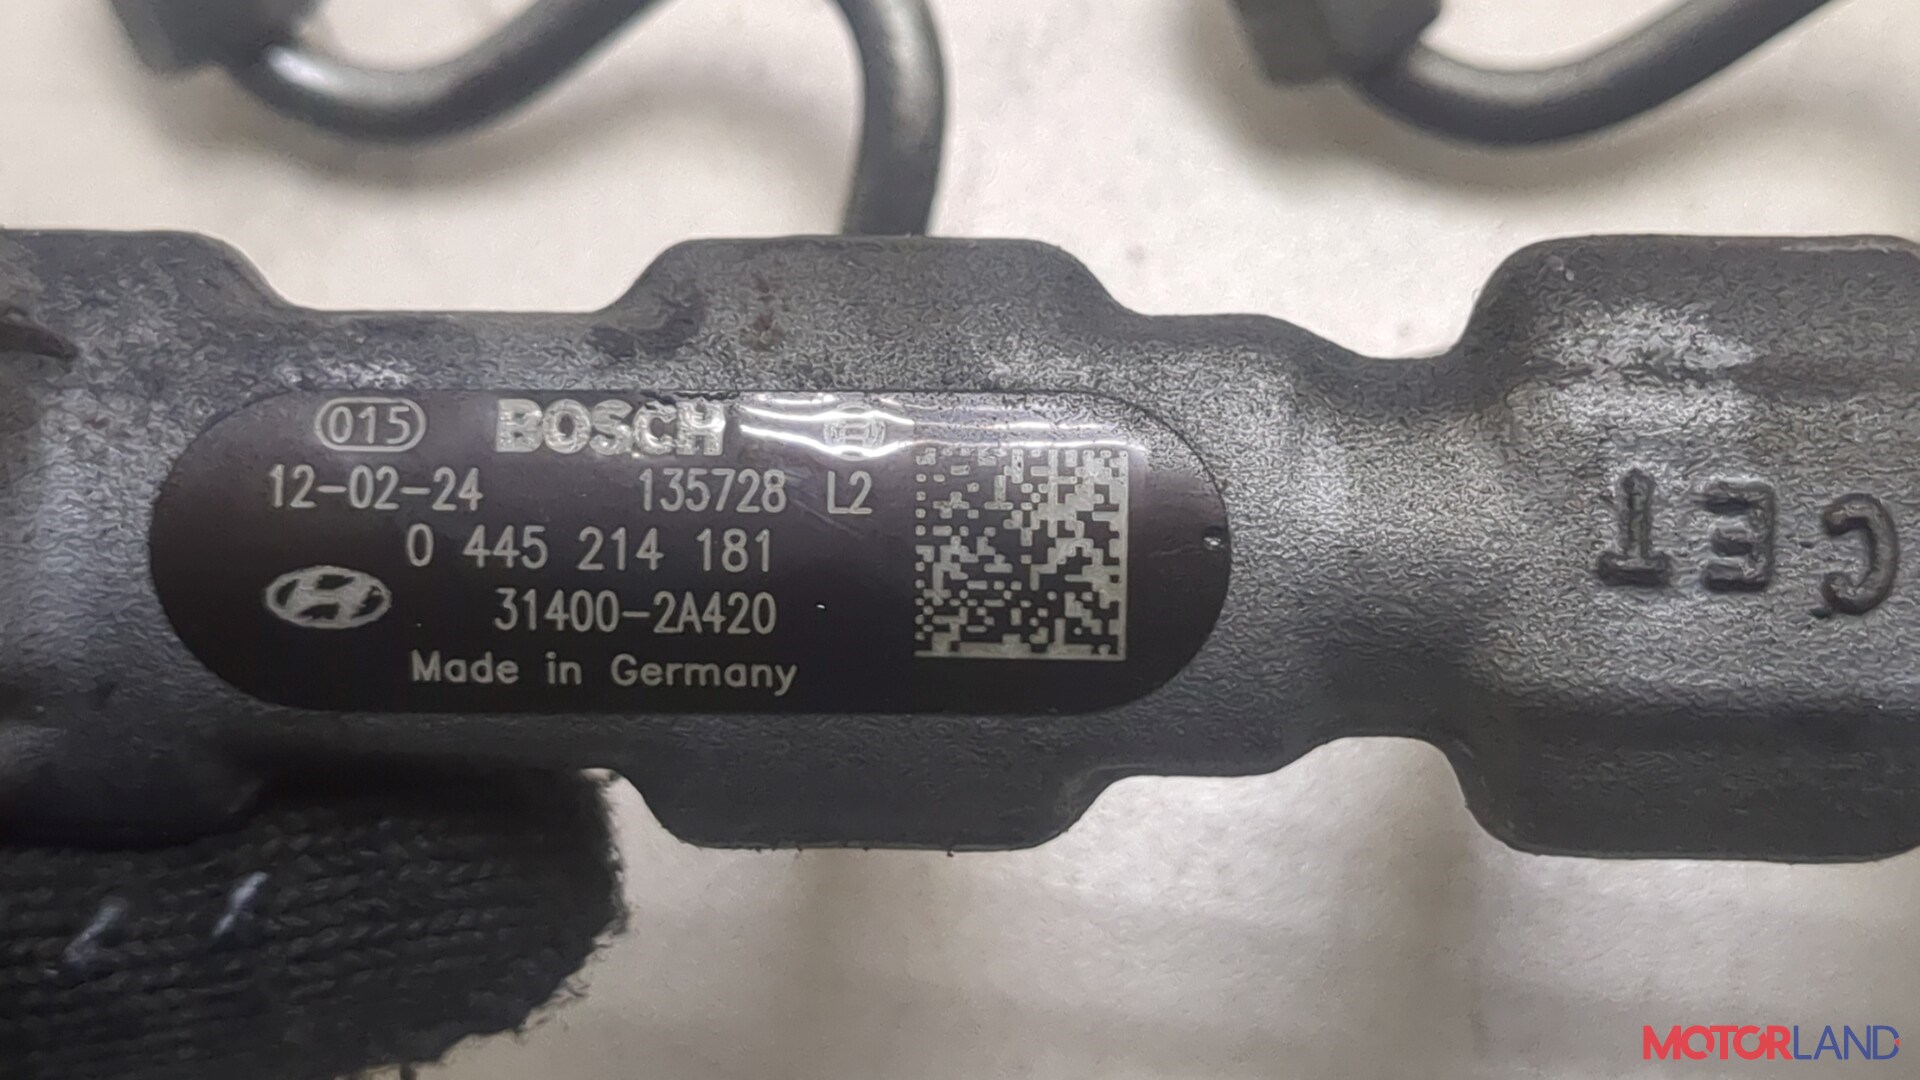 015 BOSCH
12-02-24 135728 L2
0 445 214 181
31400-2A420
Made in Germany
CET
MOTORLAND